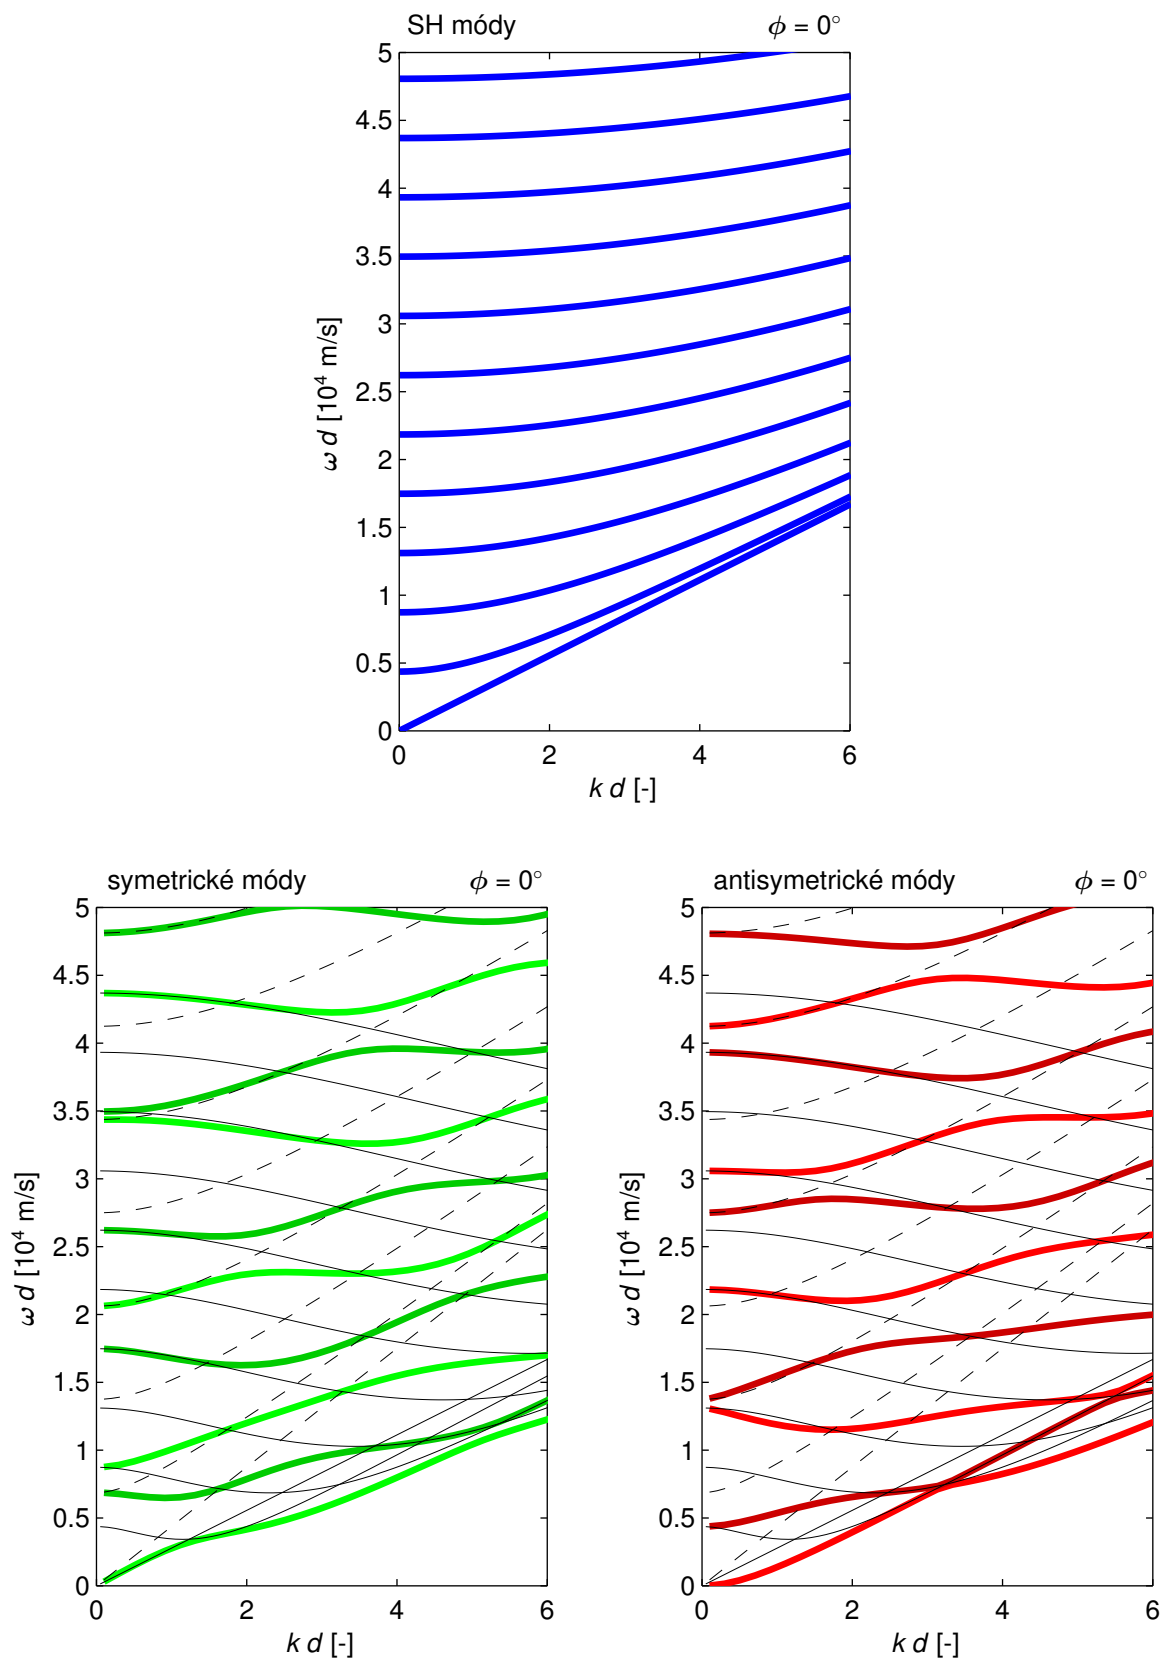 SH módy ϕ = 0°
5
4.5
4
3.5
3
2.5
2
1.5
1
0.5
0
ω d [10⁴ m/s]
0 2 4 6
k d [-]
symetrické módy ϕ = 0°
5
4.5
4
3.5
3
2.5
2
1.5
1
0.5
0
ω d [10⁴ m/s]
0 2 4 6
k d [-]
antisymetrické módy ϕ = 0°
5
4.5
4
3.5
3
2.5
2
1.5
1
0.5
0
ω d [10⁴ m/s]
0 2 4 6
k d [-]